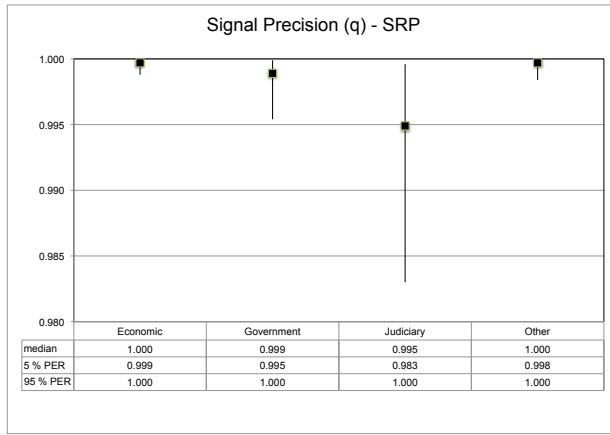 Signal Precision (q) - SRP
1.000
0.995
0.990
0.985
0.980
Economic Government Judiciary Other
median 1.000 0.999 0.995 1.000
5 % PER 0.999 0.995 0.983 0.998
95 % PER 1.000 1.000 1.000 1.000